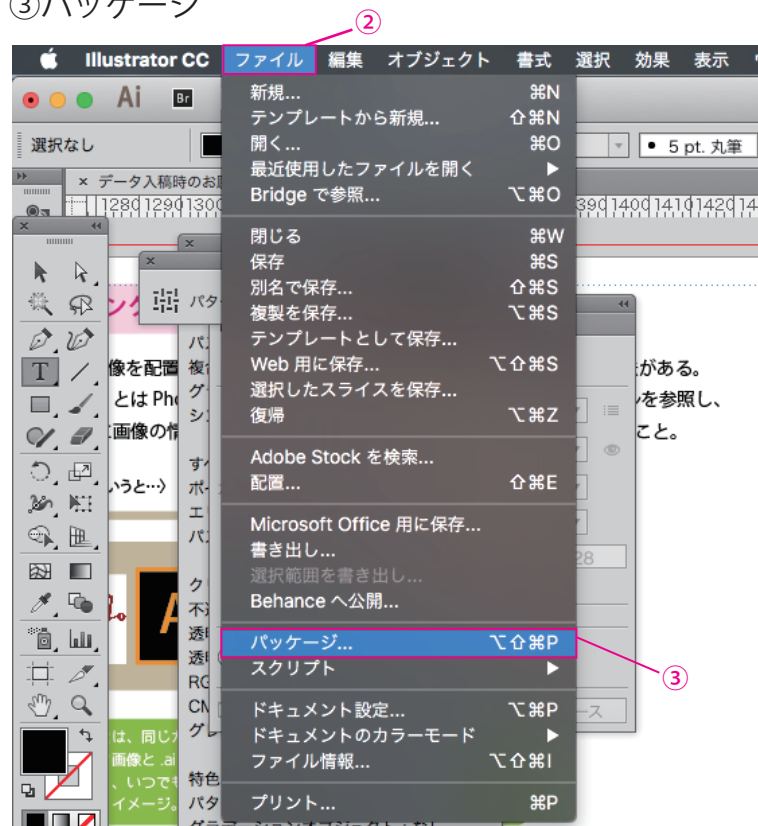 ③パッケージ
②
Illustrator CC ファイル 編集 オブジェクト 書式 選択 効果 表示
Ai Br
選択なし
5 pt. 丸筆
× データ入稿時のお
新規... ⌘N
テンプレートから新規... ⇧⌘N
開く... ⌘O
最近使用したファイルを開く ▶
Bridge で参照... ⌥⌘O
閉じる ⌘W
保存 ⌘S
別名で保存... ⇧⌘S
複製を保存... ⌥⌘S
テンプレートとして保存...
Web 用に保存... ⌥⇧⌘S
選択したスライスを保存...
復帰 ⌥⌘Z
Adobe Stock を検索...
配置... ⇧⌘E
Microsoft Office 用に保存...
書き出し...
選択範囲を書き出し...
Behance へ公開...
パッケージ... ⌥⇧⌘P
③
スクリプト ▶
ドキュメント設定... ⌥⌘P
ドキュメントのカラーモード ▶
ファイル情報... ⌥⇧⌘I
プリント... ⌘P
1280 1290 1300
1400 1410 1420
像を配置
とは Pho
画像の情
いうと…〉
がある。
を参照し、
こと。
28
ース
は、同じ
画像と .ai
、いつでも
イメージ。
特色